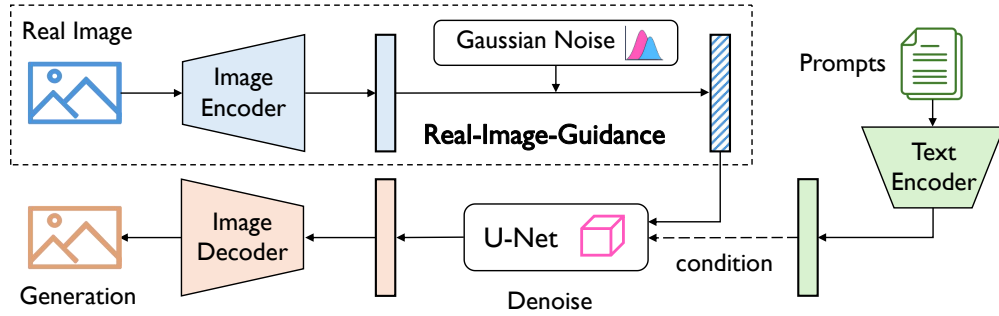 Real Image
Image
Encoder
Gaussian Noise
Real-Image-Guidance
Prompts
Text
Encoder
Image
Decoder
U-Net
condition
Generation
Denoise